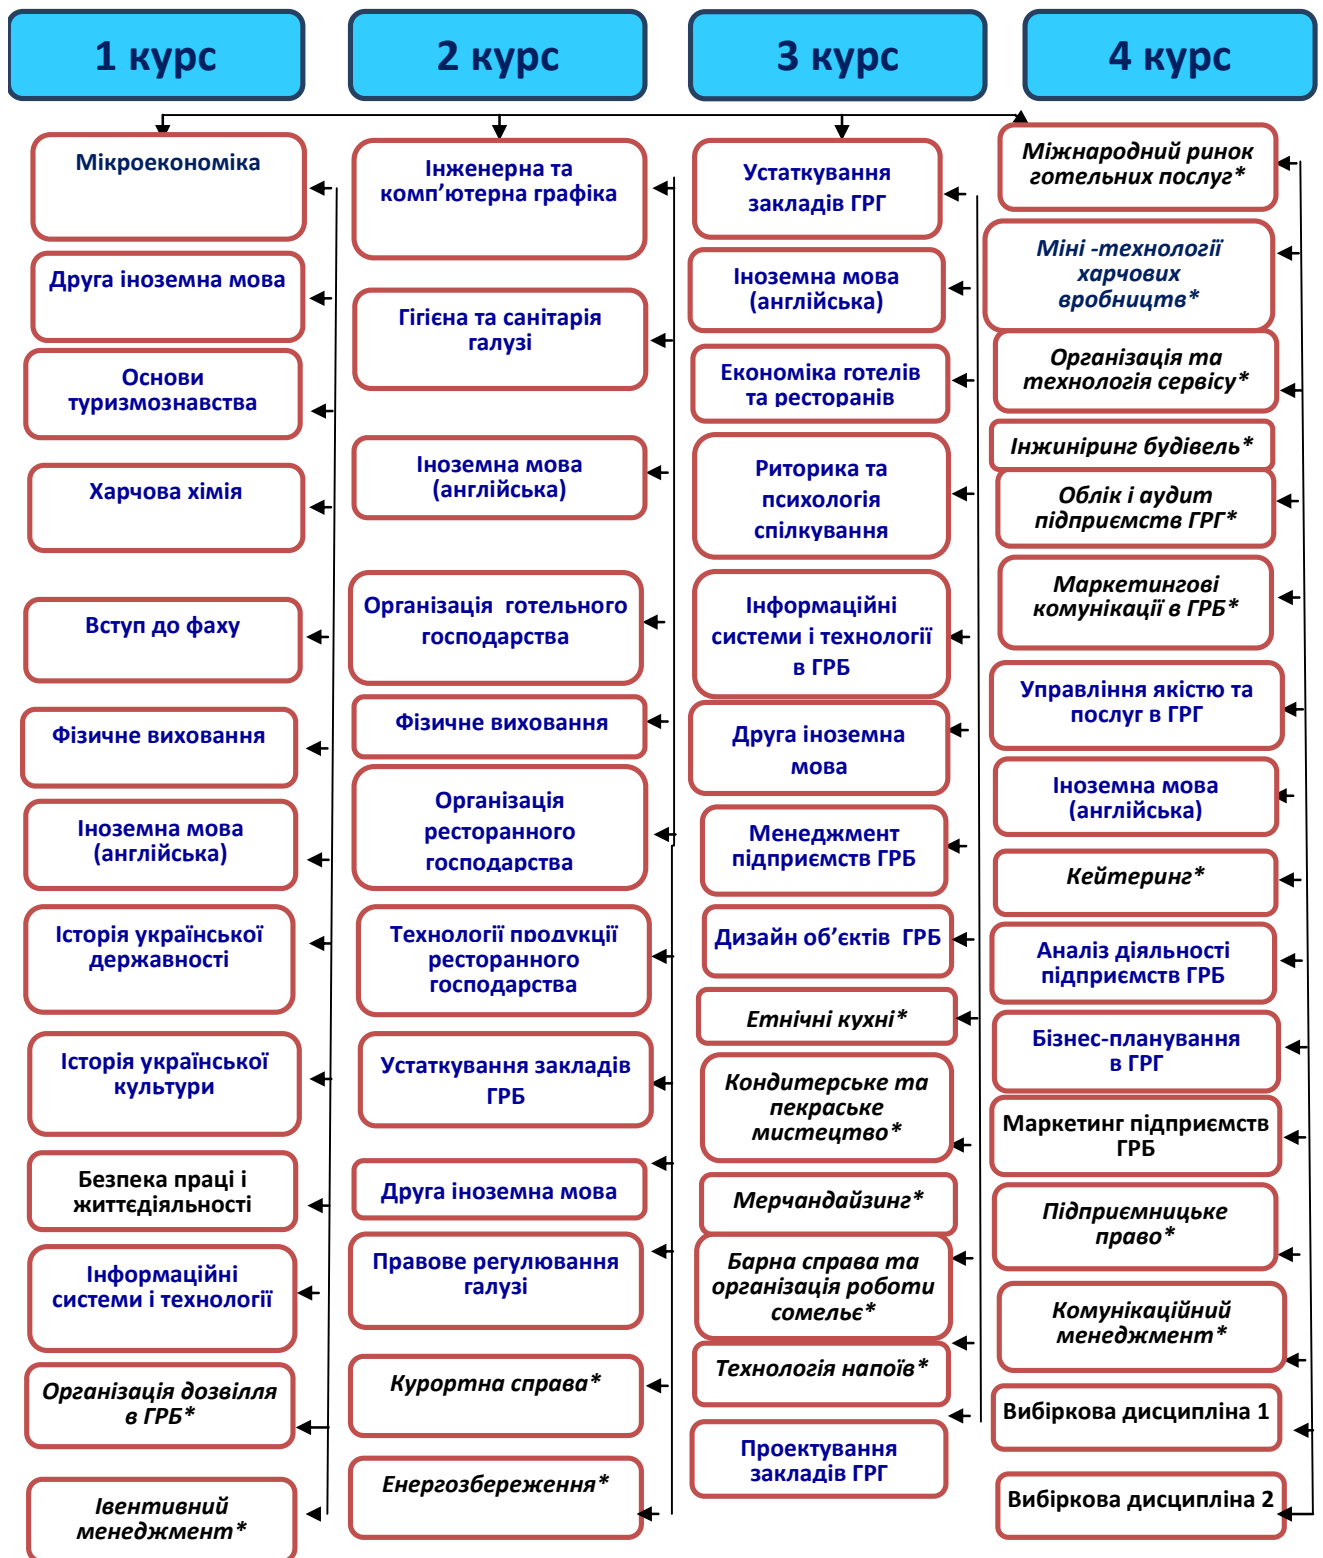 1 курс
2 курс
3 курс
4 курс
Мікроекономіка
Друга іноземна мова
Основи
туризмознавства
Харчова хімія
Вступ до фаху
Фізичне виховання
Іноземна мова
(англійська)
Історія української
державності
Історія української
культури
Безпека праці і
життєдіяльності
Інформаційні
системи і технології
Організація дозвілля
в ГРБ*
Івентивний
менеджмент*
Інженерна та
комп’ютерна графіка
Гігієна та санітарія
галузі
Іноземна мова
(англійська)
Організація готельного
господарства
Фізичне виховання
Організація
ресторанного
господарства
Технології продукції
ресторанного
господарства
Устаткування закладів
ГРБ
Друга іноземна мова
Правове регулювання
галузі
Курортна справа*
Енергозбереження*
Устаткування
закладів ГРГ
Іноземна мова
(англійська)
Економіка готелів
та ресторанів
Риторика та
психологія
спілкування
Інформаційні
системи і технології
в ГРБ
Друга іноземна
мова
Менеджмент
підприємств ГРБ
Дизайн об’єктів ГРБ
Етнічні кухні*
Кондитерське та
пекраське
мистецтво*
Мерчандайзинг*
Барна справа та
організація роботи
сомельє*
Технологія напоїв*
Проектування
закладів ГРГ
Міжнародний ринок
готельних послуг*
Міні -технології
харчових
вробництв*
Організація та
технологія сервісу*
Інжиніринг будівель*
Облік і аудит
підприємств ГРГ*
Маркетингові
комунікації в ГРБ*
Управління якістю та
послуг в ГРГ
Іноземна мова
(англійська)
Кейтеринг*
Аналіз діяльності
підприємств ГРБ
Бізнес-планування
в ГРГ
Маркетинг підприємств
ГРБ
Підприємницьке
право*
Комунікаційний
менеджмент*
Вибіркова дисципліна 1
Вибіркова дисципліна 2